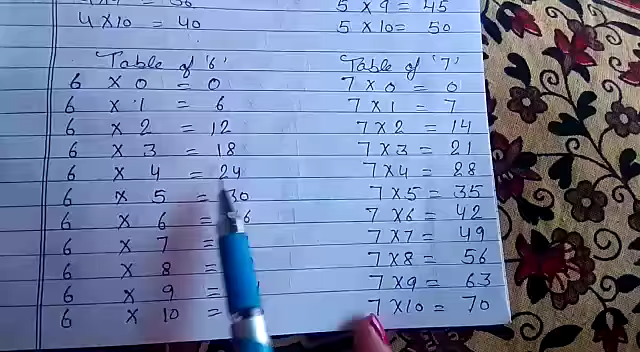 4 X 10 = 40
5 X 9 = 45
5 X 10 = 50
Table of '6'
6 X 0 = 0
6 X 1 = 6
6 X 2 = 12
6 X 3 = 18
6 X 4 = 24
6 X 5 = 30
6 X 6 =
6 X 7 =
6 X 8 =
6 X 9 =
6 X 10 =
Table of '7'
7 X 0 = 0
7 X 1 = 7
7 X 2 = 14
7 X 3 = 21
7 X 4 = 28
7 X 5 = 35
7 X 6 = 42
7 X 7 = 49
7 X 8 = 56
7 X 9 = 63
7 X 10 = 70